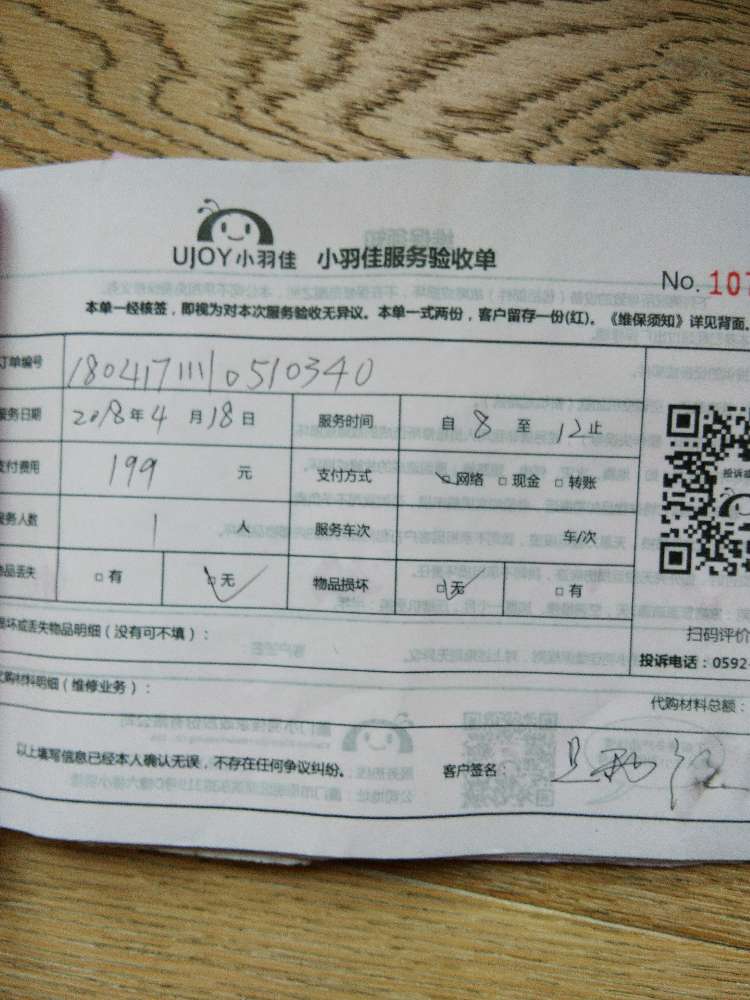 UJOY小羽佳 小羽佳服务验收单
No. 107
本单一经核签，即视为对本次服务验收无异议。本单一式两份，客户留存一份(红)。《维保须知》详见背面。
订单编号 18041711110510340
服务日期 2018年4月18日 服务时间 自8至12止
支付费用 199元 支付方式 □网络 □现金 □转账
服务人数 1人 服务车次 车/次
物品丢失 □有 □无 物品损坏 □无 □有
损坏或丢失物品明细（没有可不填）：
扫码评价
投诉电话：0592-
代购材料明细（维修业务）：
代购材料总额：
以上填写信息已经本人确认无误，不存在任何争议纠纷。 客户签名：